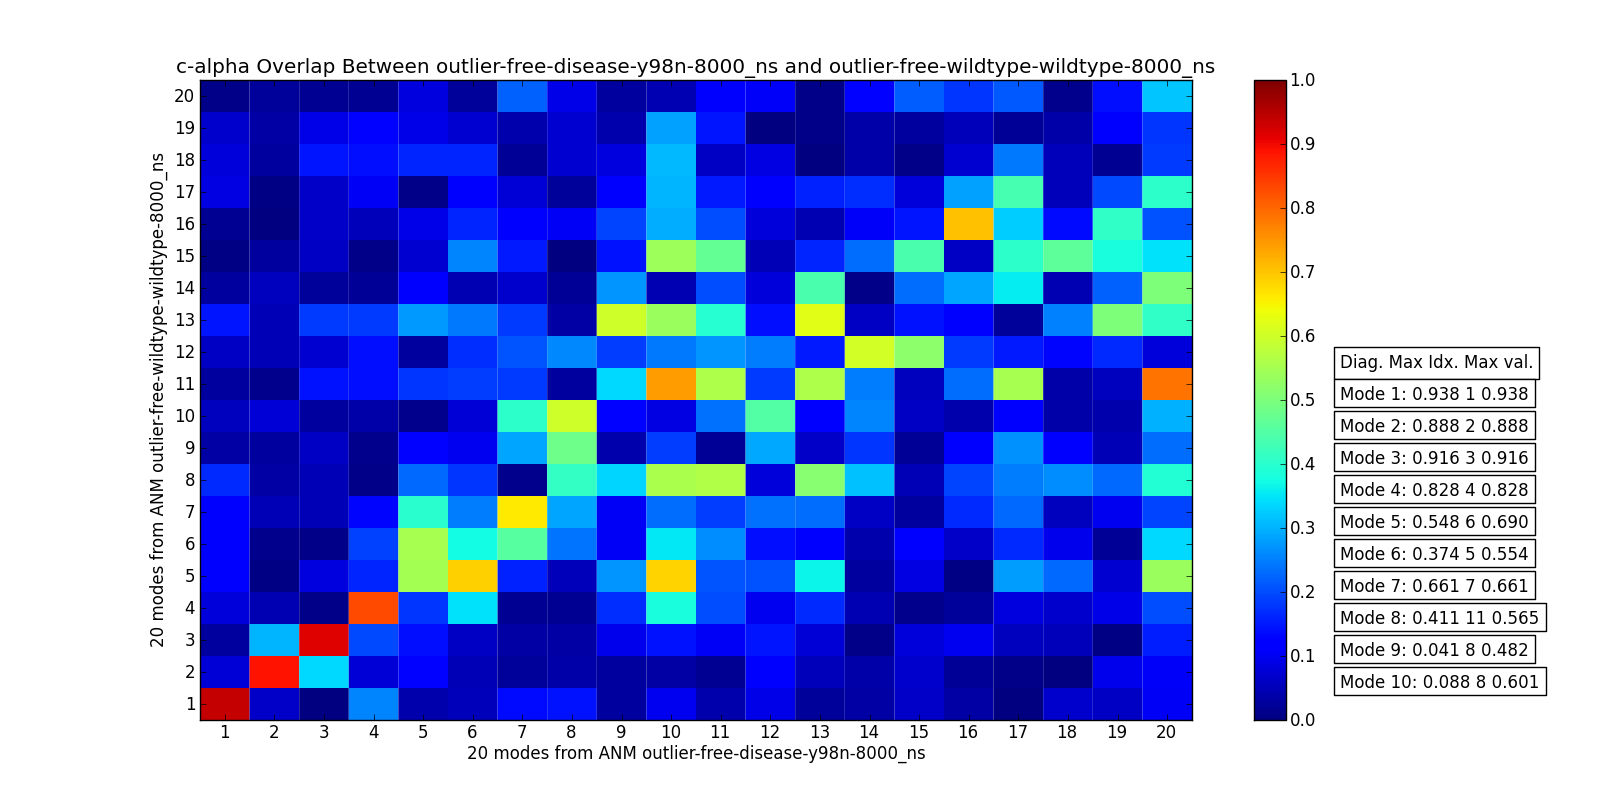 c-alpha Overlap Between outlier-free-disease-y98n-8000_ns and outlier-free-wildtype-wildtype-8000_ns
20 modes from ANM outlier-free-wildtype-wildtype-8000_ns
20
19
18
17
16
15
14
13
12
11
10
9
8
7
6
5
4
3
2
1
1 2 3 4 5 6 7 8 9 10 11 12 13 14 15 16 17 18 19 20
20 modes from ANM outlier-free-disease-y98n-8000_ns
1.0
0.9
0.8
0.7
0.6
0.5
0.4
0.3
0.2
0.1
0.0
Diag. Max Idx. Max val.
Mode 1: 0.938 1 0.938
Mode 2: 0.888 2 0.888
Mode 3: 0.916 3 0.916
Mode 4: 0.828 4 0.828
Mode 5: 0.548 6 0.690
Mode 6: 0.374 5 0.554
Mode 7: 0.661 7 0.661
Mode 8: 0.411 11 0.565
Mode 9: 0.041 8 0.482
Mode 10: 0.088 8 0.601